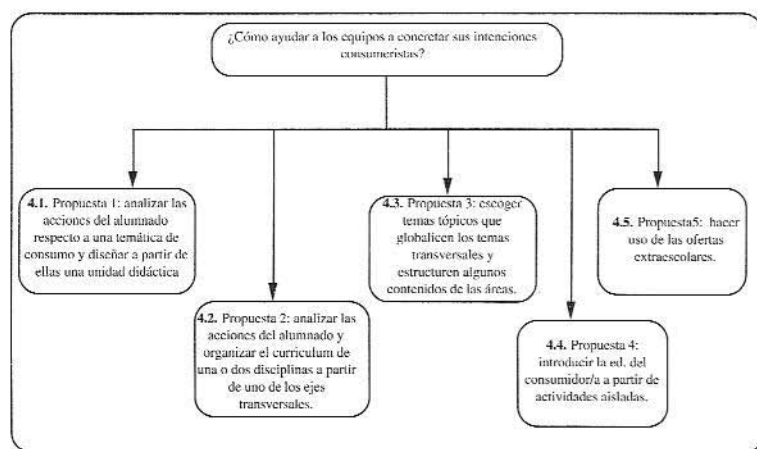 ¿Cómo ayudar a los equipos a concretar sus intenciones
consumeristas?
4.1. Propuesta 1: analizar las
acciones del alumnado
respecto a una temática de
consumo y diseñar a partir de
ellas una unidad didáctica
4.2. Propuesta 2: analizar las
acciones del alumnado y
organizar el curriculum de
una o dos disciplinas a
partir de uno de los ejes
transversales.
4.3. Propuesta 3: escoger
temas tópicos que
globalicen los temas
transversales y
estructuren algunos
contenidos de las áreas.
4.4. Propuesta 4:
introducir la ed. del
consumidor/a a partir de
actividades aisladas.
4.5. Propuesta5: hacer
uso de las ofertas
extraescolares.